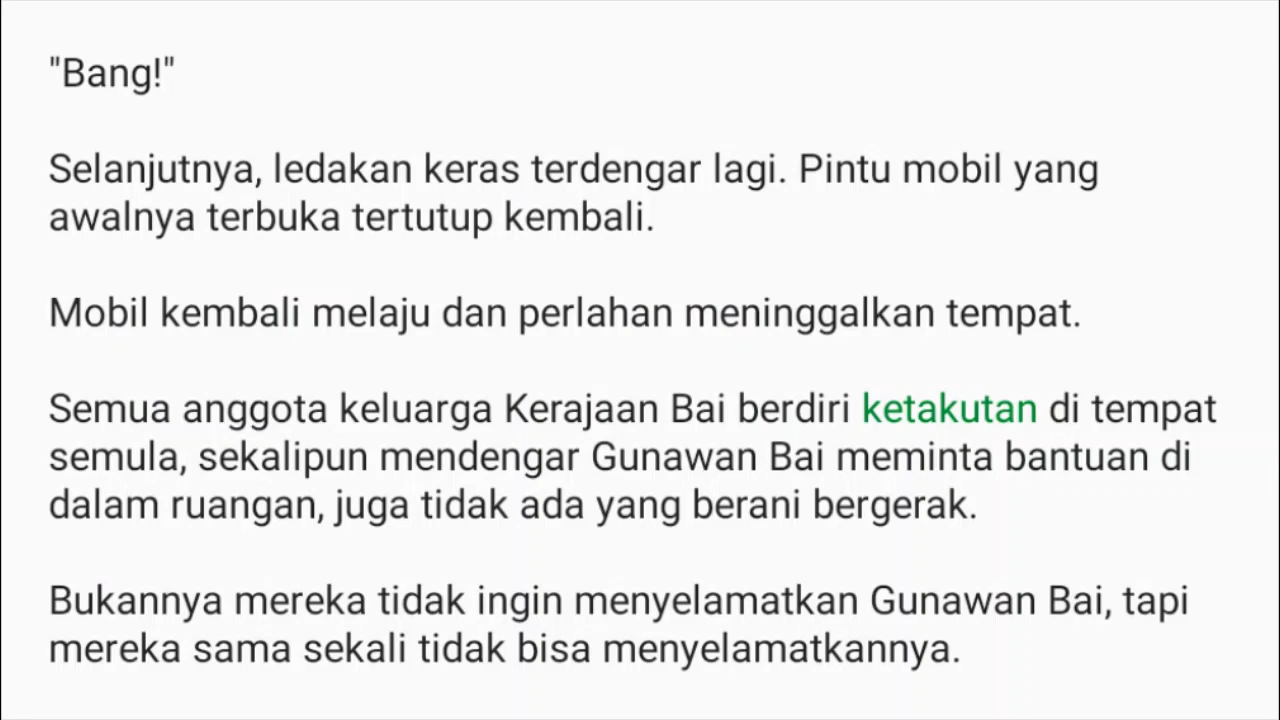 "Bang!"
Selanjutnya, ledakan keras terdengar lagi. Pintu mobil yang
awalnya terbuka tertutup kembali.
Mobil kembali melaju dan perlahan meninggalkan tempat.
Semua anggota keluarga Kerajaan Bai berdiri ketakutan di tempat
semula, sekalipun mendengar Gunawan Bai meminta bantuan di
dalam ruangan, juga tidak ada yang berani bergerak.
Bukannya mereka tidak ingin menyelamatkan Gunawan Bai, tapi
mereka sama sekali tidak bisa menyelamatkannya.